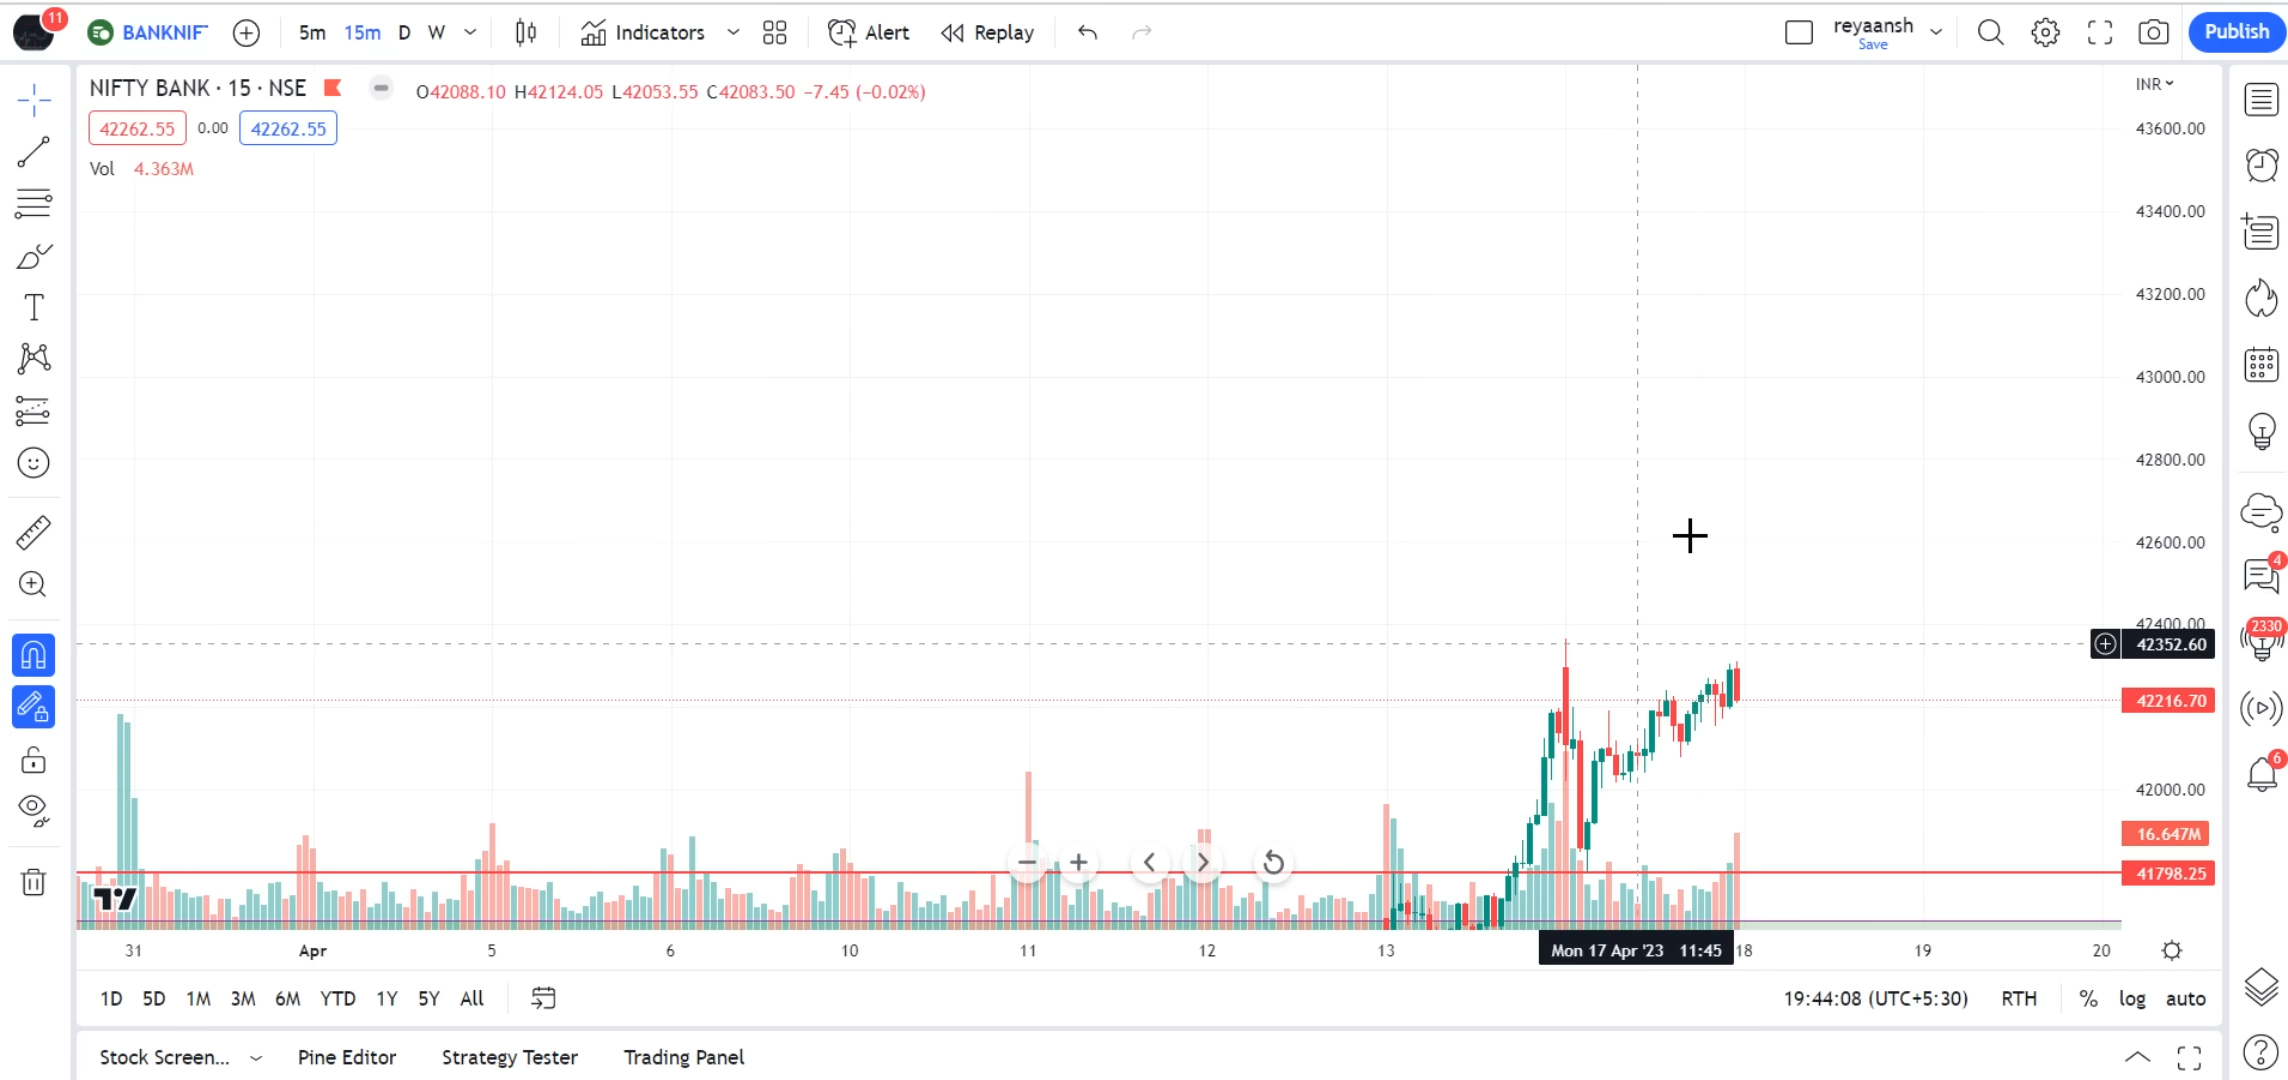 11
BANKNIF
5m 15m D W
Indicators
Alert
Replay
reyaansh
Save
Publish
NIFTY BANK · 15 · NSE
O42088.10 H42124.05 L42053.55 C42083.50 −7.45 (−0.02%)
42262.55 0.00 42262.55
Vol 4.363M
INR
43600.00
43400.00
43200.00
43000.00
42800.00
42600.00
42400.00
42352.60
42216.70
42000.00
16.647M
41798.25
4
2330
6
31 Apr 5 6 10 11 12 13 Mon 17 Apr '23 11:45 18 19 20
1D 5D 1M 3M 6M YTD 1Y 5Y All
19:44:08 (UTC+5:30) RTH % log auto
Stock Screen... Pine Editor Strategy Tester Trading Panel